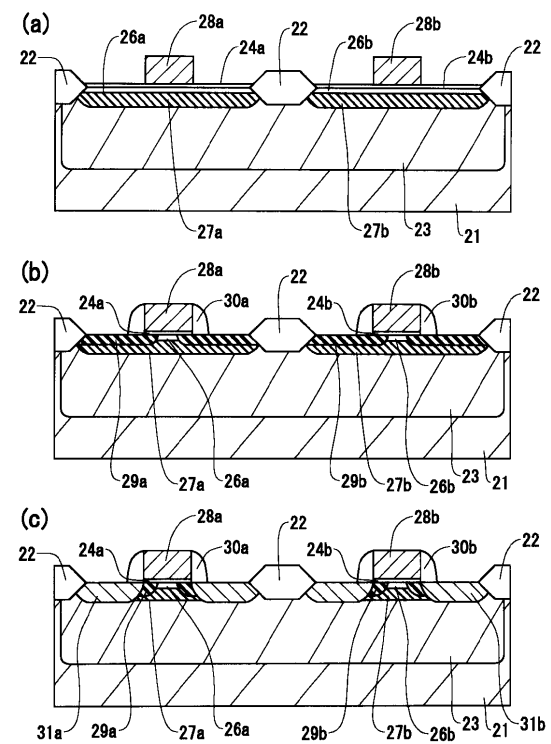 (a)
26a 28a 24a 22 26b 28b 24b 22
22
27a 27b 23 21
(b)
28a 28b
22 24a 30a 22 24b 30b 22
29a 27a 26a 29b 27b 26b 23 21
(c)
28a 28b
22 24a 30a 22 24b 30b 22
31a 29a 27a 26a 29b 27b 26b 23 21 31b